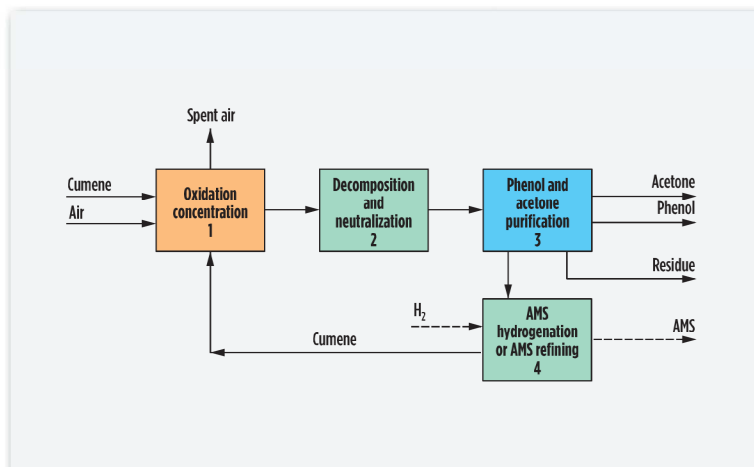 Spent air
Cumene
Air
Oxidation
concentration
1
Decomposition
and
neutralization
2
Phenol and
acetone
purification
3
Acetone
Phenol
Residue
H₂
AMS
hydrogenation
or AMS refining
4
AMS
Cumene